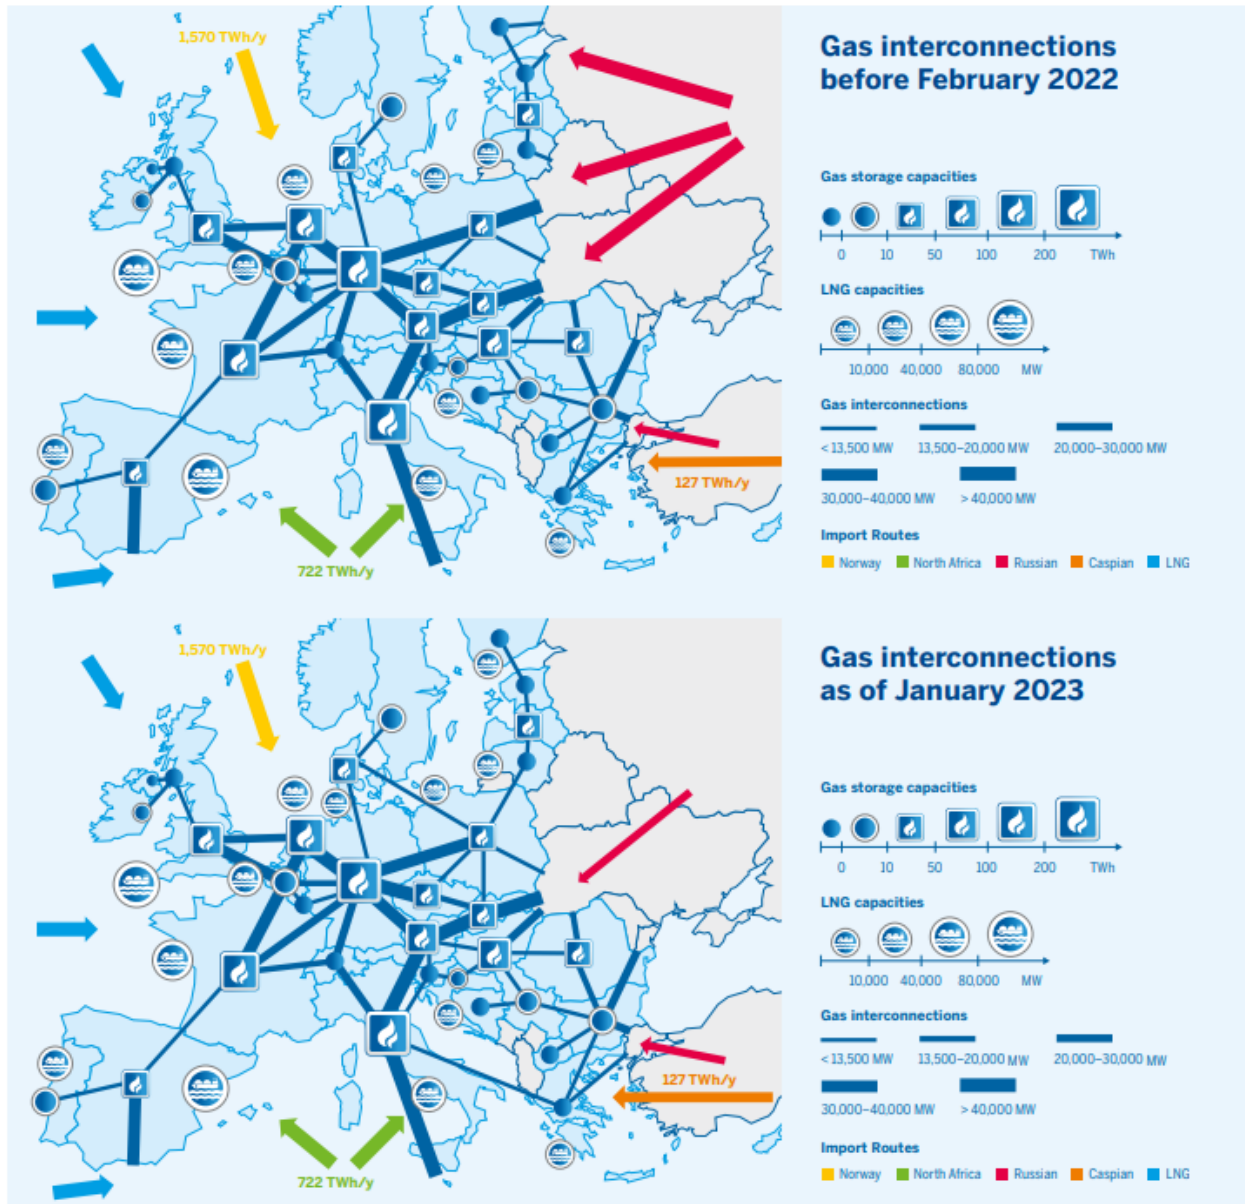 1,570 TWh/y
127 TWh/y
722 TWh/y
Gas interconnections
before February 2022
Gas storage capacities
0 10 50 100 200 TWh
LNG capacities
10,000 40,000 80,000 MW
Gas interconnections
< 13,500 MW 13,500–20,000 MW 20,000–30,000 MW
30,000–40,000 MW > 40,000 MW
Import Routes
Norway North Africa Russian Caspian LNG
1,570 TWh/y
127 TWh/y
722 TWh/y
Gas interconnections
as of January 2023
Gas storage capacities
0 10 50 100 200 TWh
LNG capacities
10,000 40,000 80,000 MW
Gas interconnections
< 13,500 MW 13,500–20,000 MW 20,000–30,000 MW
30,000–40,000 MW > 40,000 MW
Import Routes
Norway North Africa Russian Caspian LNG